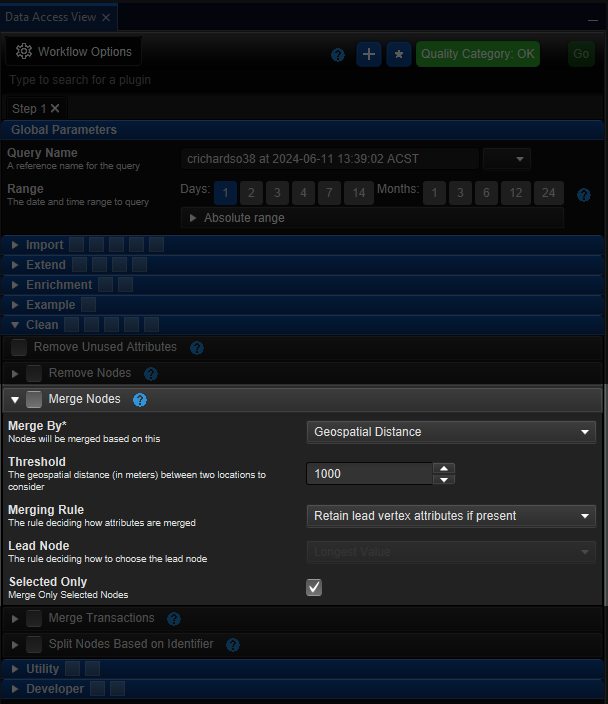 Data Access View
Workflow Options
Quality Category: OK
Go
Type to search for a plugin
Step 1
Global Parameters
Query Name
A reference name for the query
crichardso38 at 2024-06-11 13:39:02 ACST
Range
The date and time range to query
Days: 1 2 3 4 7 14 Months: 1 3 6 12 24
Absolute range
Import
Extend
Enrichment
Example
Clean
Remove Unused Attributes
Remove Nodes
Merge Nodes
Merge By*
Nodes will be merged based on this
Geospatial Distance
Threshold
The geospatial distance (in meters) between two locations to
consider
1000
Merging Rule
The rule deciding how attributes are merged
Retain lead vertex attributes if present
Lead Node
The rule deciding how to choose the lead node
Longest Value
Selected Only
Merge Only Selected Nodes
Merge Transactions
Split Nodes Based on Identifier
Utility
Developer